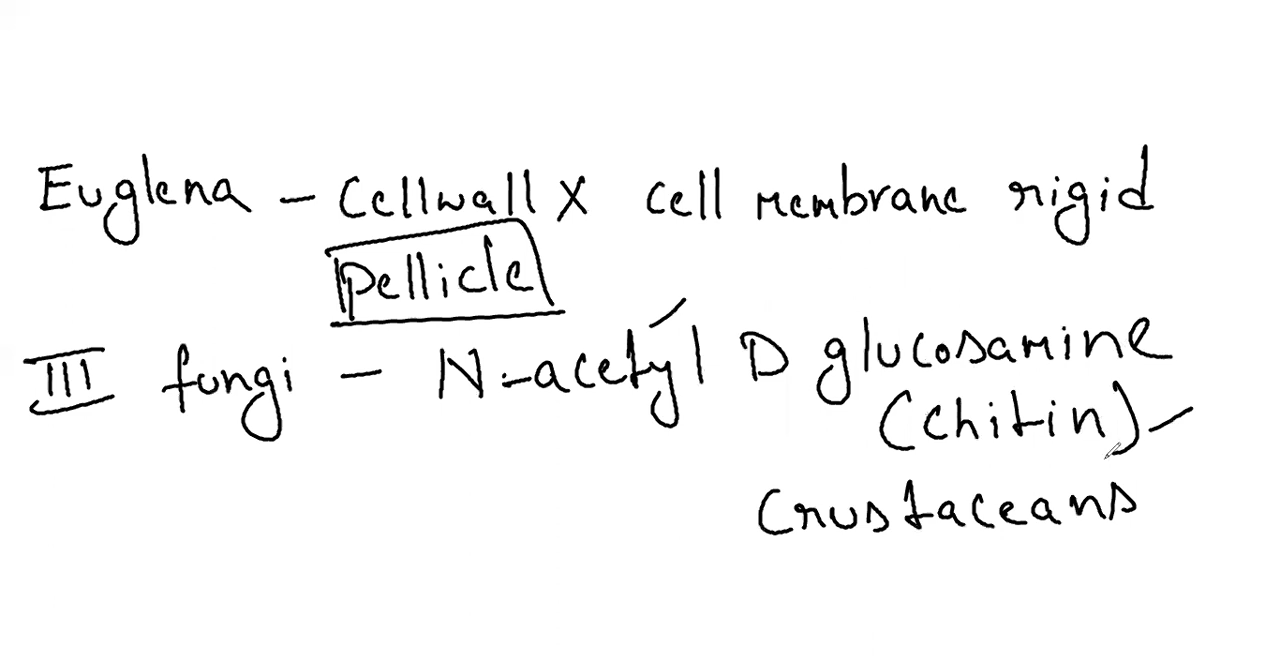 Euglena - Cellwall X cell membrane rigid
Pellicle
III fungi - N-acetyl D glucosamine
(chitin) -
Crustaceans